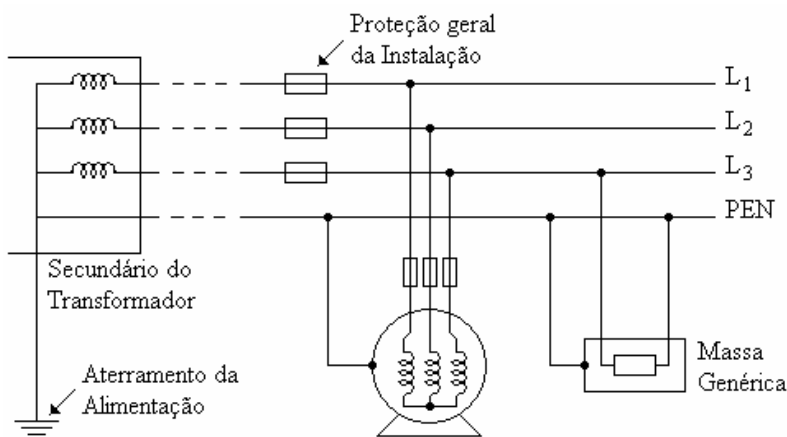 Proteção geral
da Instalação
L1
L2
L3
PEN
Secundário do
Transformador
Aterramento da
Alimentação
Massa
Genérica